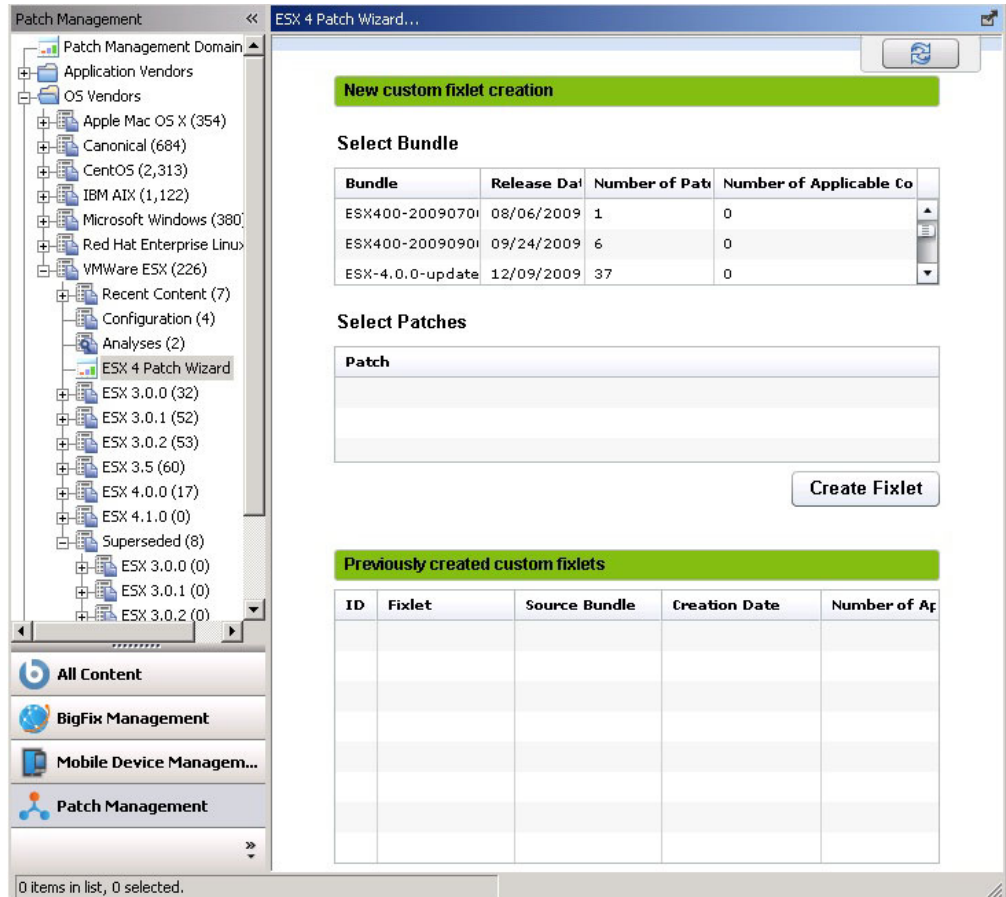 Patch Management
ESX 4 Patch Wizard...
Patch Management Domain
Application Vendors
OS Vendors
Apple Mac OS X (354)
Canonical (684)
CentOS (2,313)
IBM AIX (1,122)
Microsoft Windows (380
Red Hat Enterprise Linux
VMWare ESX (226)
Recent Content (7)
Configuration (4)
Analyses (2)
ESX 4 Patch Wizard
ESX 3.0.0 (32)
ESX 3.0.1 (52)
ESX 3.0.2 (53)
ESX 3.5 (60)
ESX 4.0.0 (17)
ESX 4.1.0 (0)
Superseded (8)
ESX 3.0.0 (0)
ESX 3.0.1 (0)
ESX 3.0.2 (0)
All Content
BigFix Management
Mobile Device Managem...
Patch Management
New custom fixlet creation
Select Bundle
Bundle Release Dat Number of Patc Number of Applicable Co
ESX400-2009070 08/06/2009 1 0
ESX400-2009090 09/24/2009 6 0
ESX-4.0.0-update 12/09/2009 37 0
Select Patches
Patch
Create Fixlet
Previously created custom fixlets
ID Fixlet Source Bundle Creation Date Number of Ap
0 items in list, 0 selected.